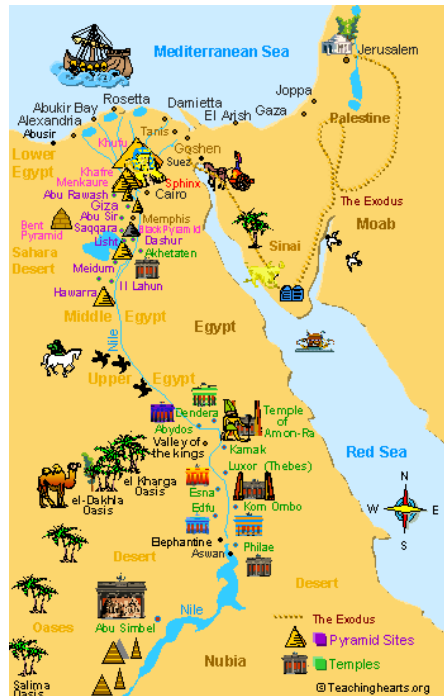 Mediterranean Sea
Jerusalem
Rosetta
Joppa
Abukir Bay
Damietta
Gaza
Alexandria
El Arish
Palestine
Abusir
Tanis
Khufu
Goshen
Lower
Egypt
Khafre
Suez
Menkaure
Sphinx
Abu Rawash
Cairo
The Exodus
Giza
Memphis
Moab
Bent
Pyramid
Abu Sir
Saqqara
Black Pyramid
Sinai
Lisht
Dashur
Sahara
Desert
Akhetaten
Meidum
Il Lahun
Hawarra
Middle Egypt
Egypt
Nile
Upper Egypt
Dendera
Temple
of
Amon-Ra
Abydos
Valley of
the kings
Karnak
Red Sea
Luxor (Thebes)
el Kharga
Oasis
el-Dakhla
Oasis
Esna
Edfu
Kom Ombo
N
W E
S
Elephantine
Philae
Aswan
Desert
Desert
Nile
Oases
Abu Simbel
The Exodus
Pyramid Sites
Nubia
Temples
Salima
Oasis
© Teachinghearts.org